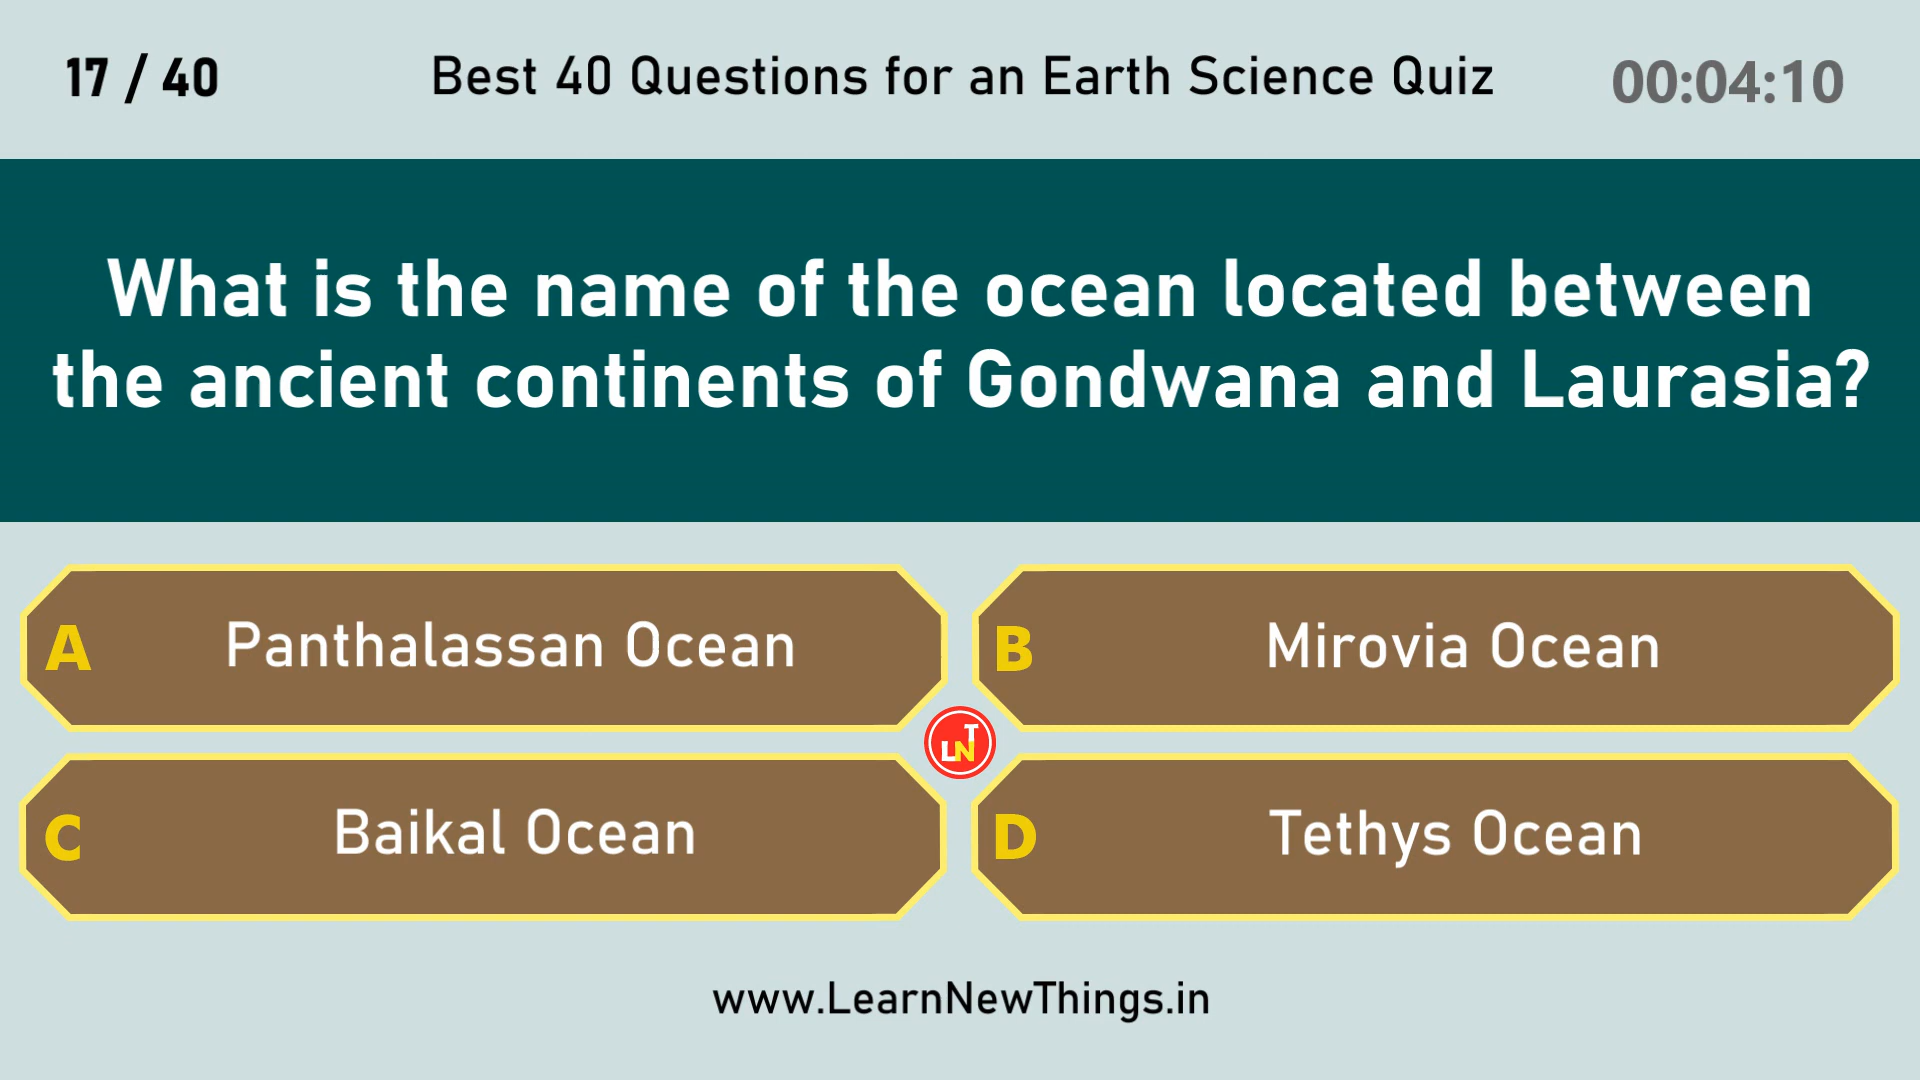 17 / 40
Best 40 Questions for an Earth Science Quiz
00:04:10
What is the name of the ocean located between
the ancient continents of Gondwana and Laurasia?
A Panthalassan Ocean
B Mirovia Ocean
LNT
C Baikal Ocean
D Tethys Ocean
www.LearnNewThings.in